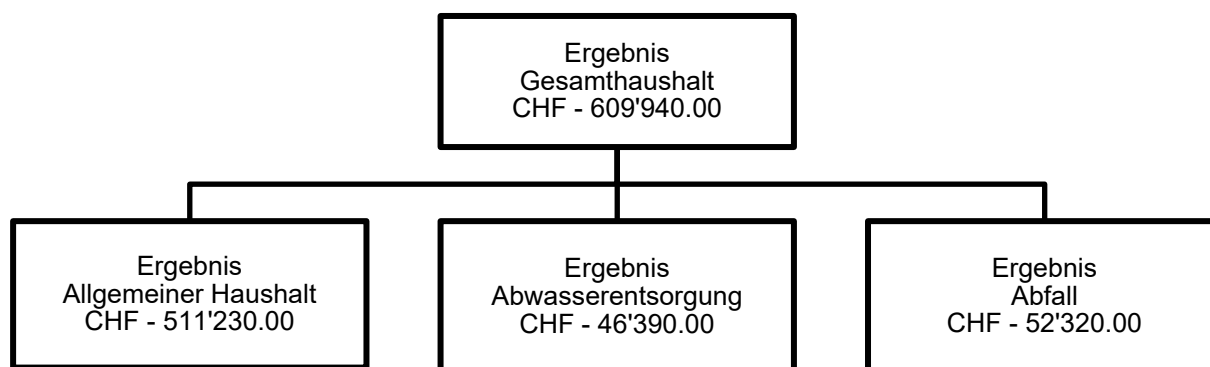 Ergebnis
Gesamthaushalt
CHF - 609'940.00
Ergebnis
Allgemeiner Haushalt
CHF - 511'230.00
Ergebnis
Abwasserentsorgung
CHF - 46'390.00
Ergebnis
Abfall
CHF - 52'320.00